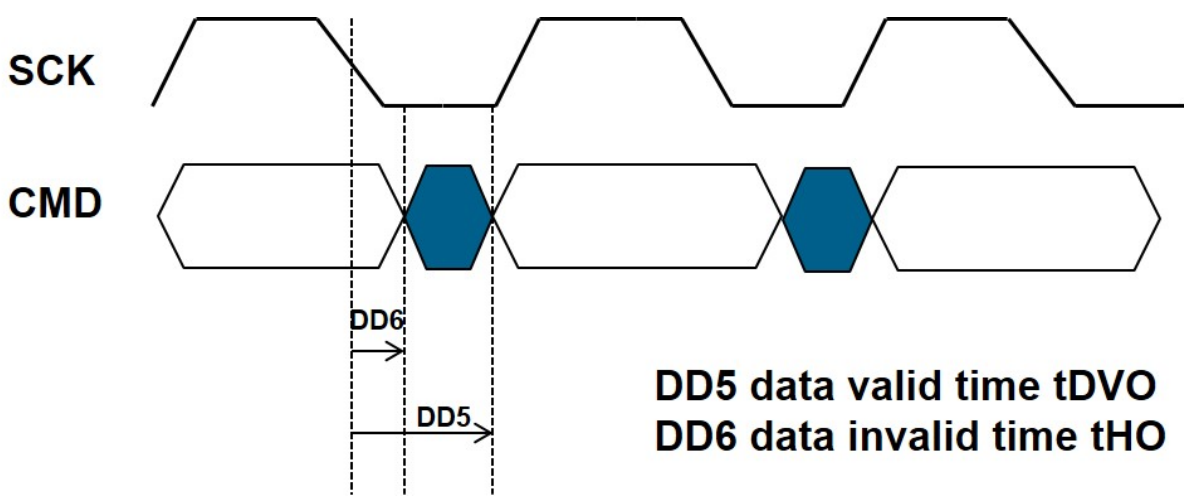 SCK
CMD
DD6
DD5
DD5 data valid time tDVO
DD6 data invalid time tHO